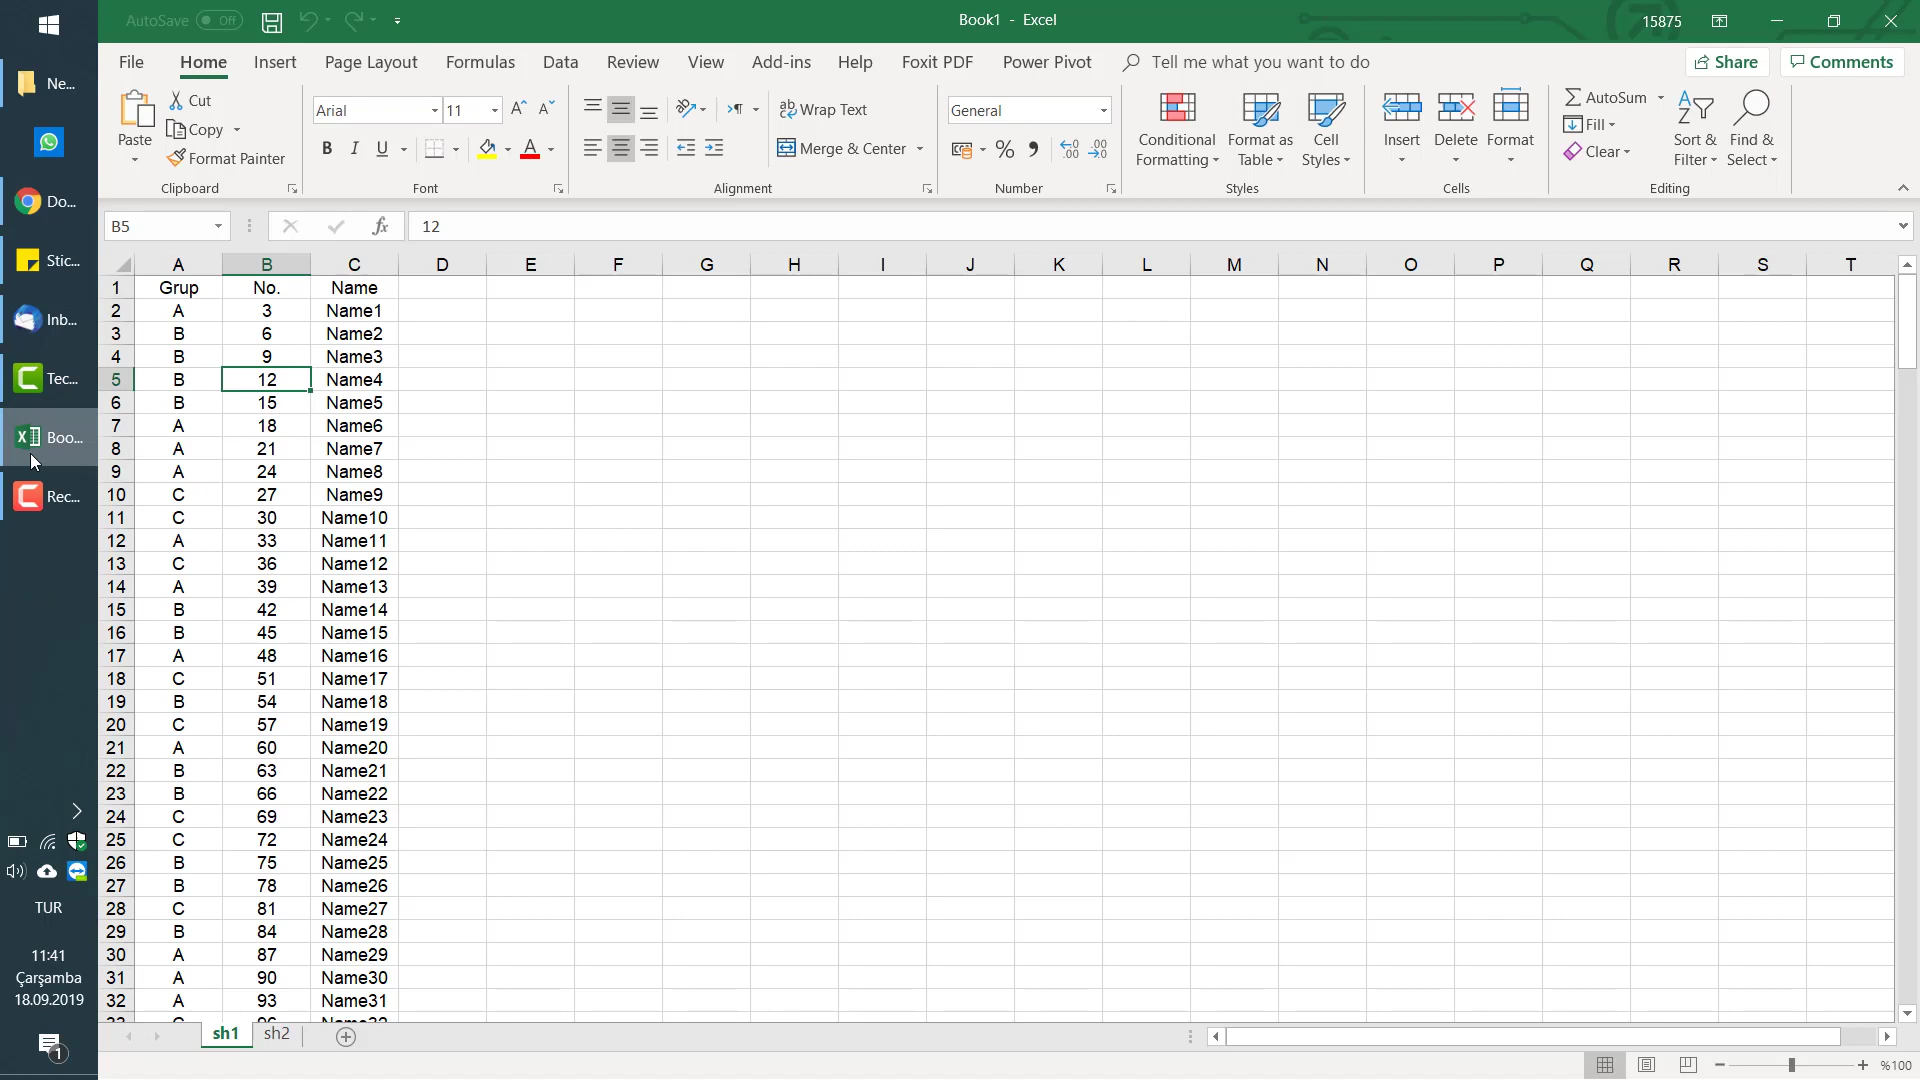 AutoSave Off
Book1 - Excel
15875
File Home Insert Page Layout Formulas Data Review View Add-ins Help Foxit PDF Power Pivot Tell me what you want to do
Share Comments
Paste
Cut
Copy
Format Painter
Clipboard
Arial 11
B I U A
Font
Wrap Text
Merge & Center
Alignment
General
%
Number
Conditional Formatting
Format as Table
Cell Styles
Styles
Insert
Delete
Format
Cells
AutoSum
Fill
Clear
Sort & Filter
Find & Select
Editing
B5 fx 12
A B C D E F G H I J K L M N O P Q R S T
1 Grup No. Name
2 A 3 Name1
3 B 6 Name2
4 B 9 Name3
5 B 12 Name4
6 B 15 Name5
7 A 18 Name6
8 A 21 Name7
9 A 24 Name8
10 C 27 Name9
11 C 30 Name10
12 A 33 Name11
13 C 36 Name12
14 A 39 Name13
15 B 42 Name14
16 B 45 Name15
17 A 48 Name16
18 C 51 Name17
19 B 54 Name18
20 C 57 Name19
21 A 60 Name20
22 B 63 Name21
23 B 66 Name22
24 C 69 Name23
25 C 72 Name24
26 B 75 Name25
27 B 78 Name26
28 C 81 Name27
29 B 84 Name28
30 A 87 Name29
31 A 90 Name30
32 A 93 Name31
sh1 sh2
%100
Ne...
Do...
Stic...
Inb...
Tec...
Boo...
Rec...
TUR
11:41
Çarşamba
18.09.2019
1